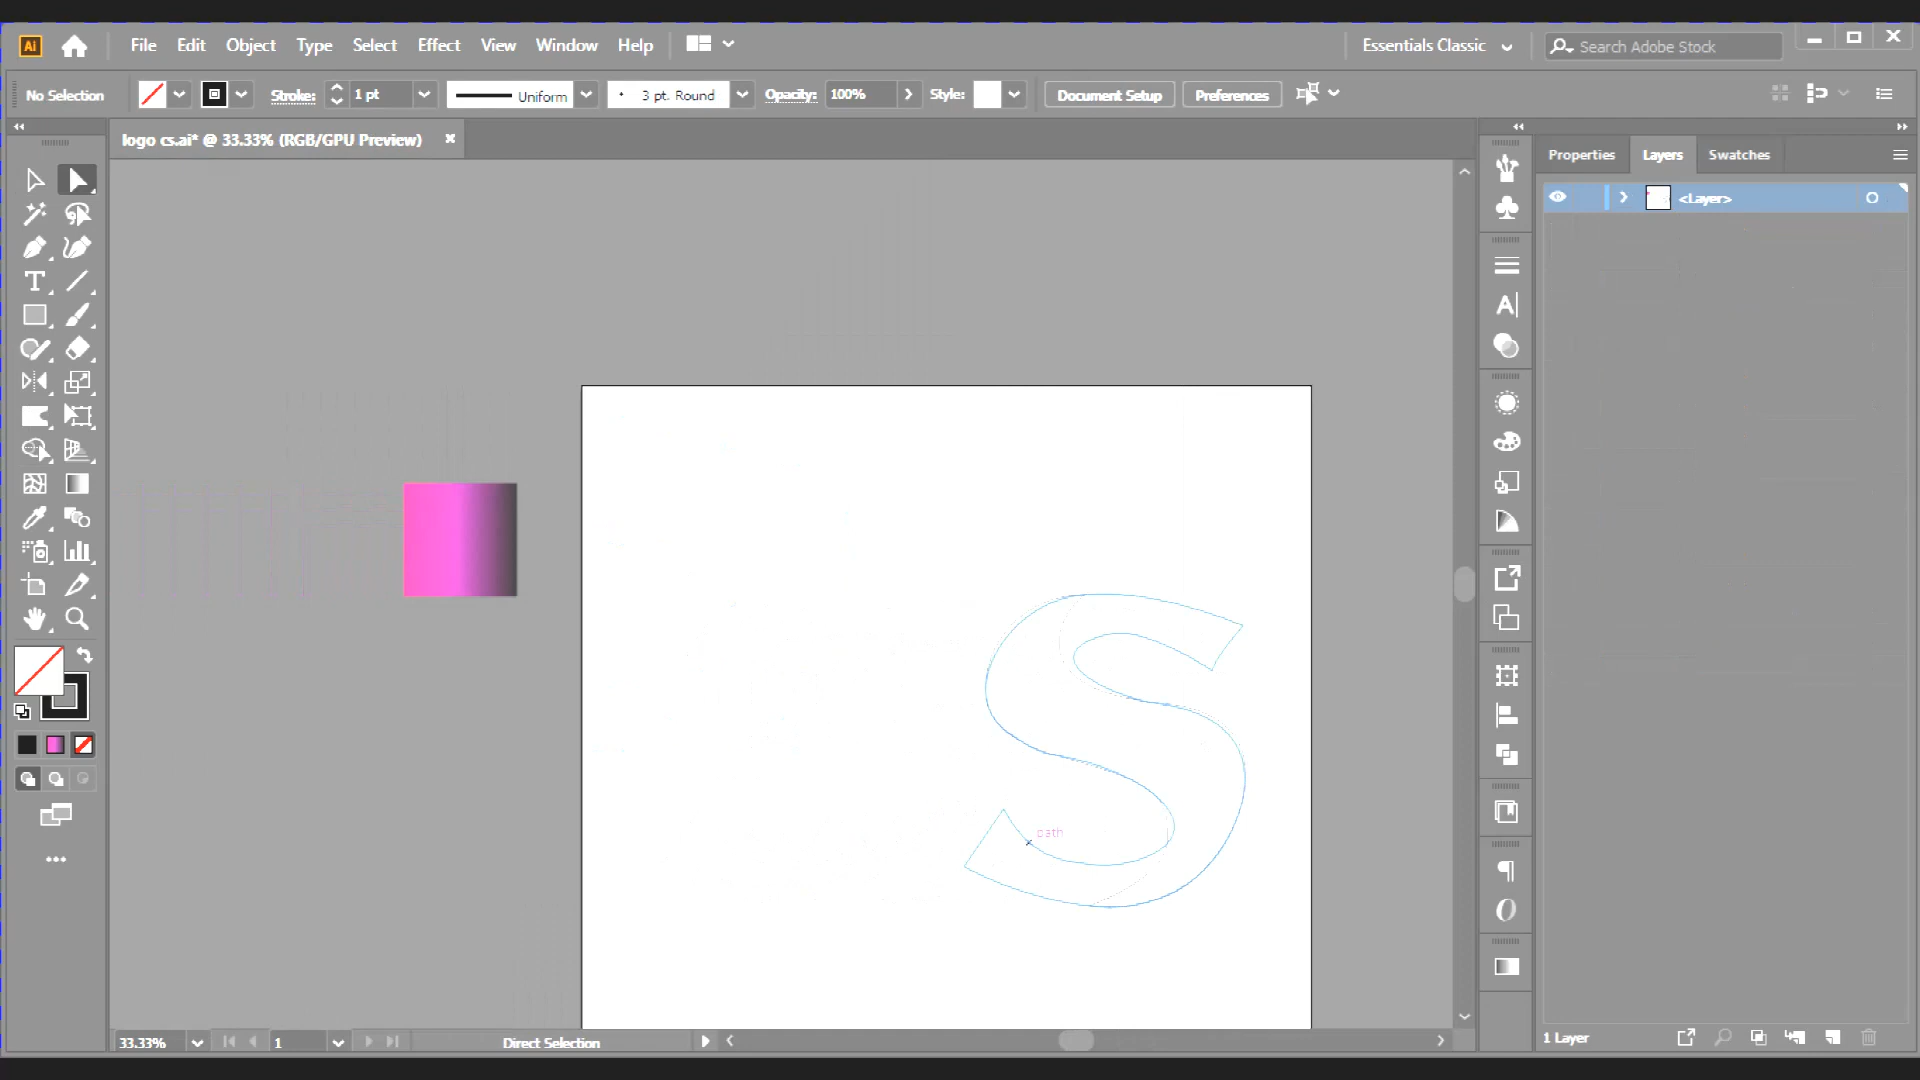 Ai File Edit Object Type Select Effect View Window Help Essentials Classic Search Adobe Stock
No Selection Stroke: 1 pt Uniform 3 pt. Round Opacity: 100% Style: Document Setup Preferences
logo cs.ai* @ 33.33% (RGB/GPU Preview)
Properties Layers Swatches
<Layer>
path
33.33% 1 Direct Selection
1 Layer